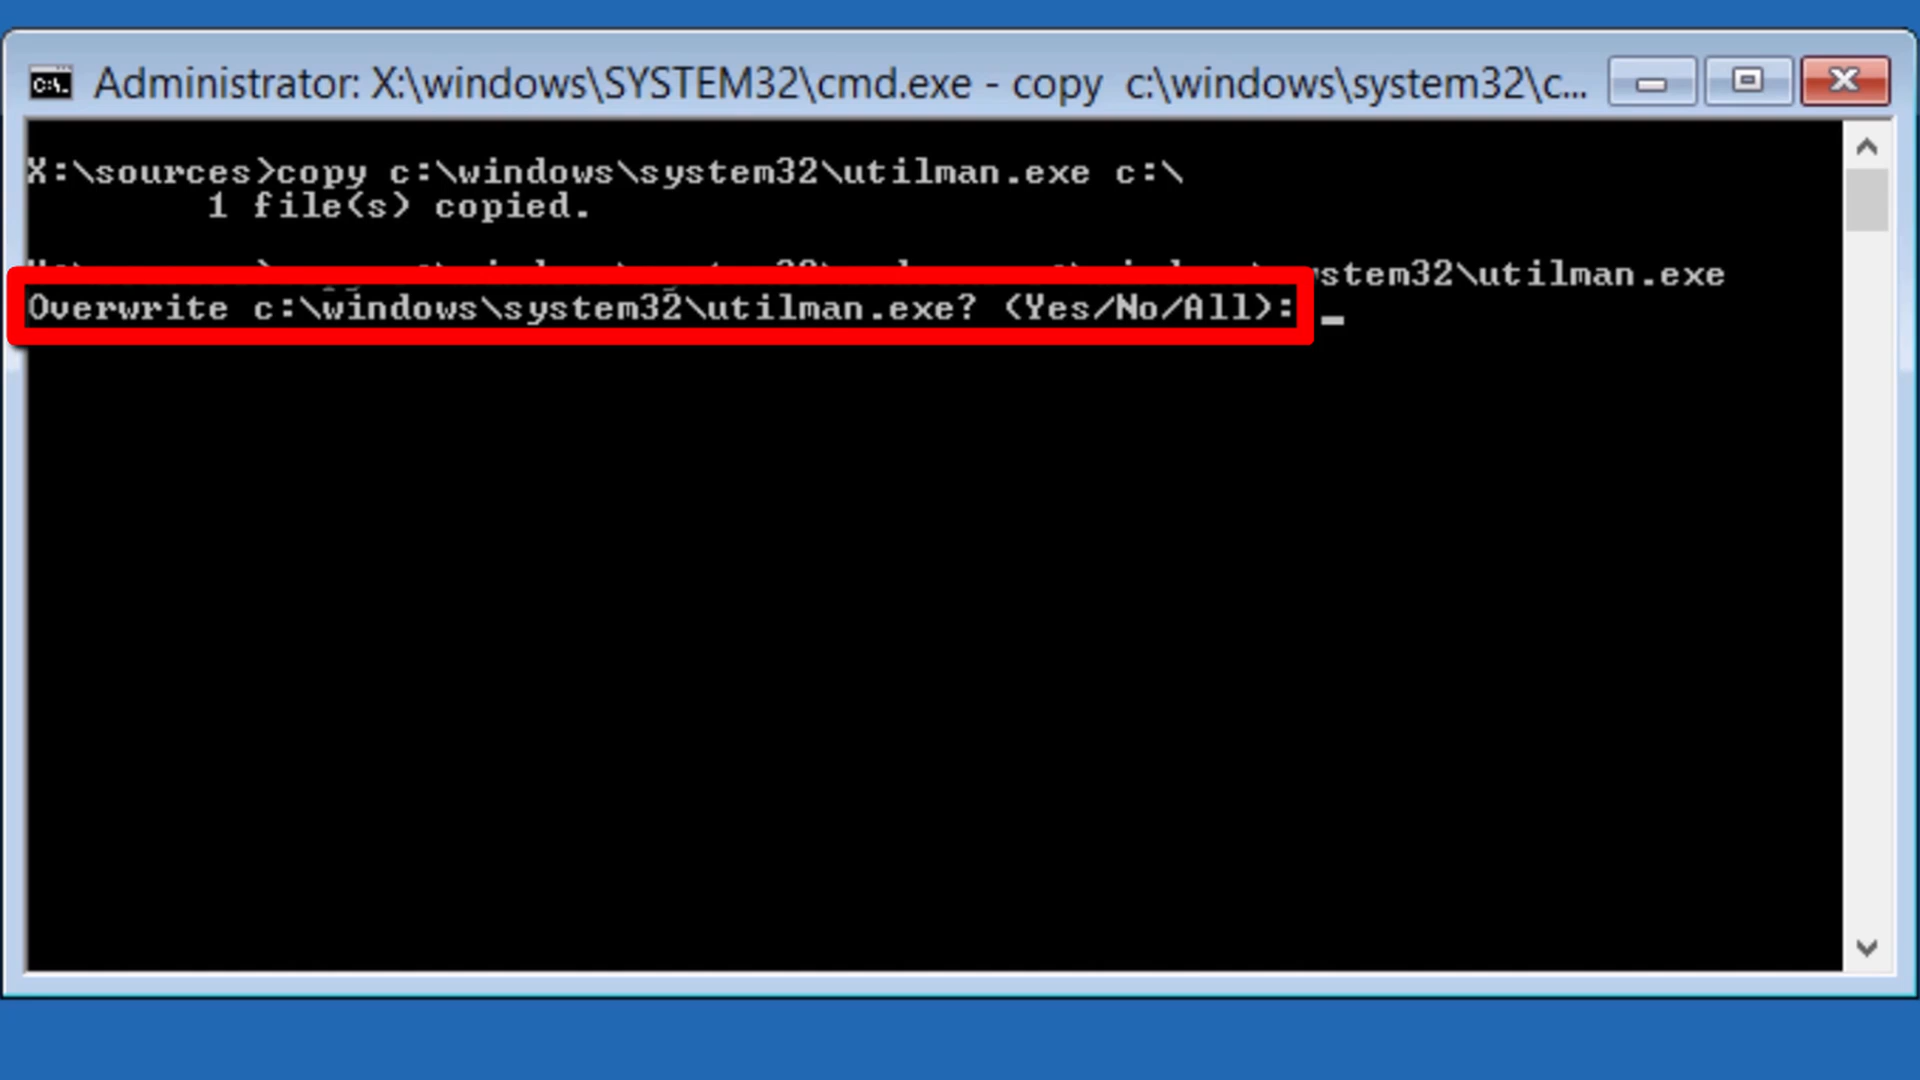 Administrator: X:\windows\SYSTEM32\cmd.exe - copy  c:\windows\system32\c...
X:\sources>copy c:\windows\system32\utilman.exe c:\
1 file(s) copied.
ystem32\utilman.exe
Overwrite c:\windows\system32\utilman.exe? (Yes/No/All):